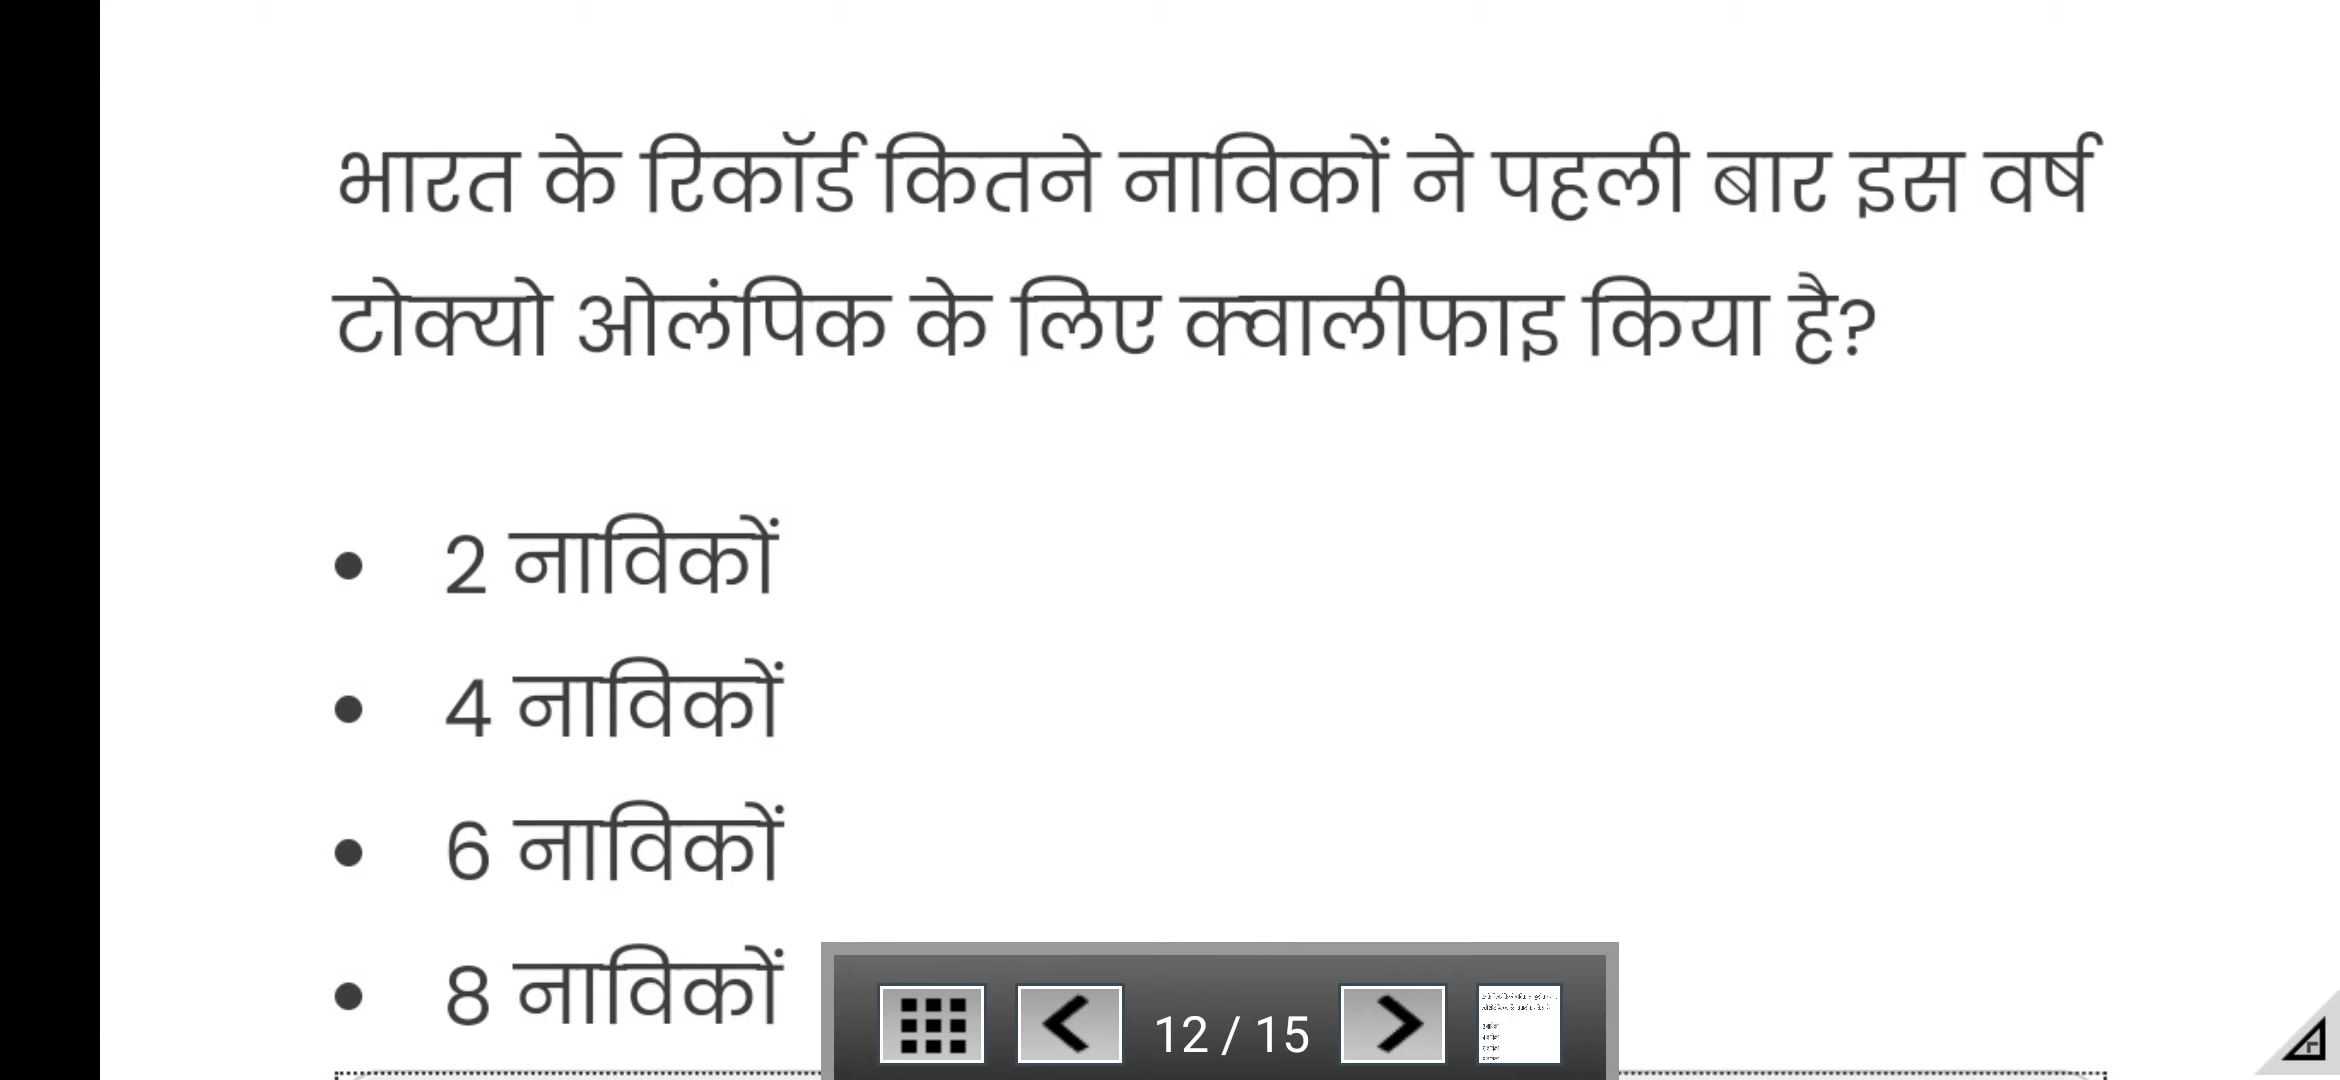 भारत के रिकॉर्ड कितने नाविकों ने पहली बार इस वर्ष
टोक्यो ओलंपिक के लिए क्वालीफाइ किया है?
• 2 नाविकों
• 4 नाविकों
• 6 नाविकों
• 8 नाविकों
12 / 15